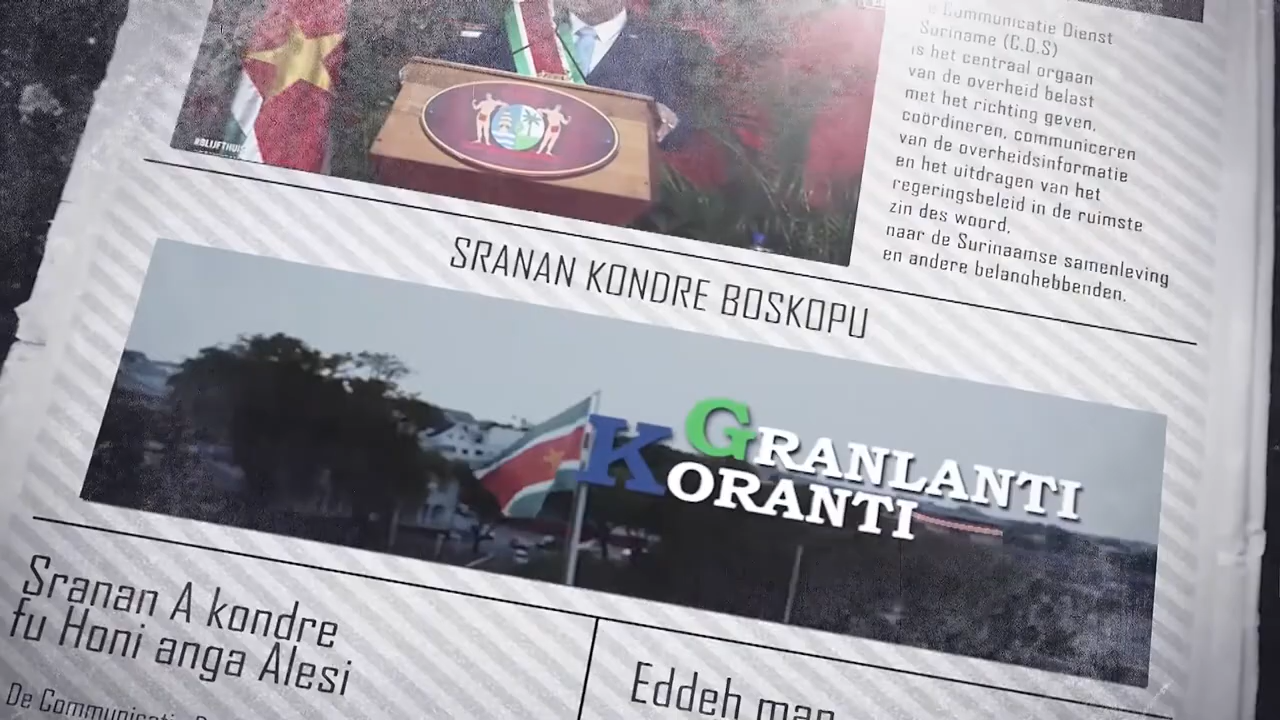 Communicatie Dienst
Suriname (C.D.S)
is het centraal orgaan
van de overheid belast
met het richting geven,
coördineren, communiceren
van de overheidsinformatie
en het uitdragen van het
regeringsbeleid in de ruimste
zin des woord,
naar de Surinaamse samenleving
en andere belanghebbenden.
SRANAN KONDRE BOSKOPU
GRANLANTI
KORANTI
Sranan A kondre
fu Honi anga Alesi
De
Eddeh man